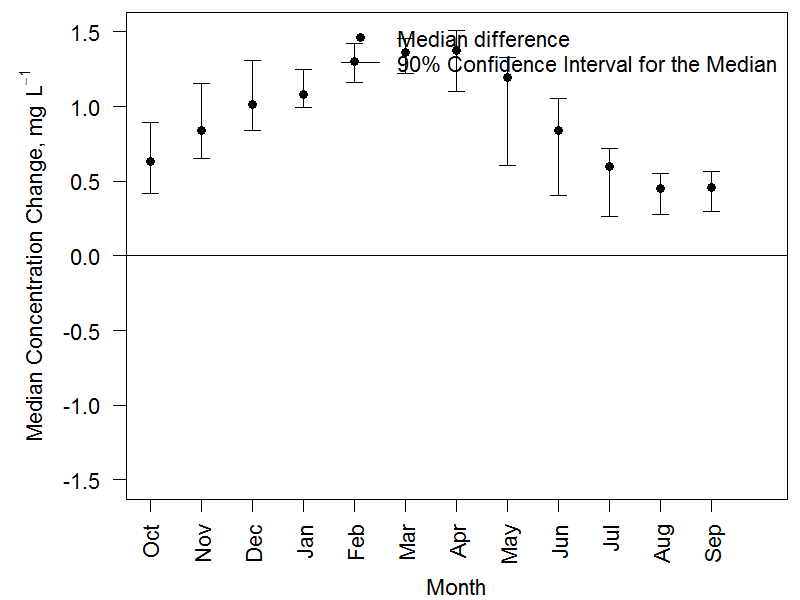 Median difference
90% Confidence Interval for the Median
Median Concentration Change, mg L⁻¹
1.5
1.0
0.5
0.0
-0.5
-1.0
-1.5
Oct Nov Dec Jan Feb Mar Apr May Jun Jul Aug Sep
Month